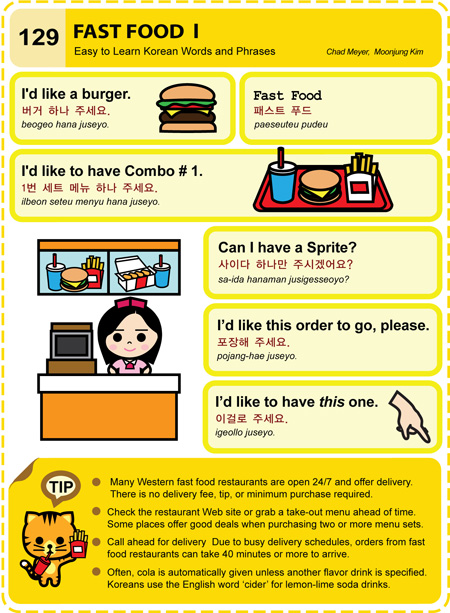 129
FAST FOOD I
Easy to Learn Korean Words and Phrases
Chad Meyer, Moonjung Kim
I'd like a burger.
버거 하나 주세요.
beogeo hana juseyo.
Fast Food
패스트 푸드
paeseuteu pudeu
I'd like to have Combo # 1.
1번 세트 메뉴 하나 주세요.
ilbeon seteu menyu hana juseyo.
Can I have a Sprite?
사이다 하나만 주시겠어요?
sa-ida hanaman jusigesseoyo?
I'd like this order to go, please.
포장해 주세요.
pojang-hae juseyo.
I'd like to have this one.
이걸로 주세요.
igeollo juseyo.
TIP
Many Western fast food restaurants are open 24/7 and offer delivery.
There is no delivery fee, tip, or minimum purchase required.
Check the restaurant Web site or grab a take-out menu ahead of time.
Some places offer good deals when purchasing two or more menu sets.
Call ahead for delivery Due to busy delivery schedules, orders from fast
food restaurants can take 40 minutes or more to arrive.
Often, cola is automatically given unless another flavor drink is specified.
Koreans use the English word 'cider' for lemon-lime soda drinks.